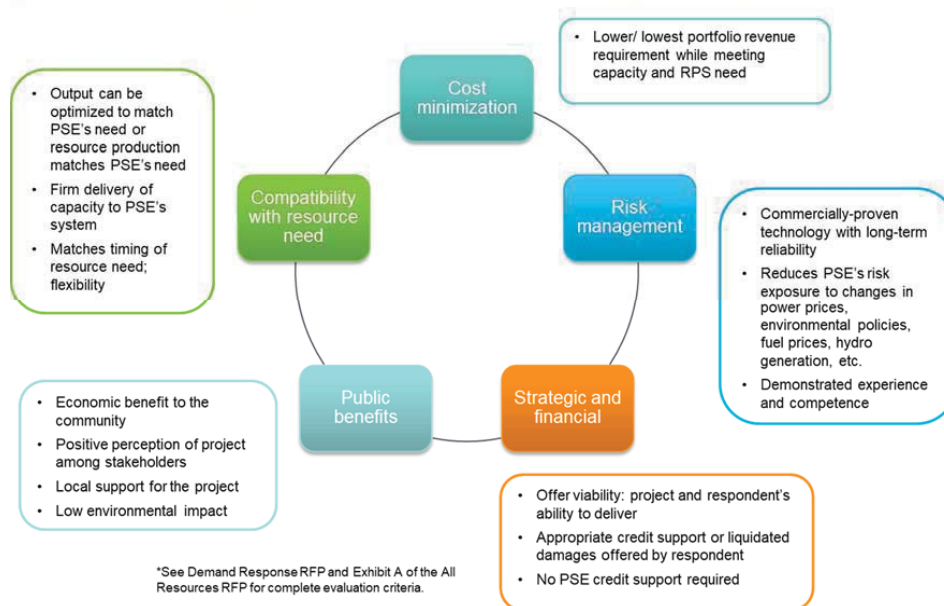 Cost
minimization
• Lower/ lowest portfolio revenue
requirement while meeting
capacity and RPS need
Risk
management
• Commercially-proven
technology with long-term
reliability
• Reduces PSE's risk
exposure to changes in
power prices,
environmental policies,
fuel prices, hydro
generation, etc.
• Demonstrated experience
and competence
Strategic and
financial
• Offer viability: project and respondent's
ability to deliver
• Appropriate credit support or liquidated
damages offered by respondent
• No PSE credit support required
Public
benefits
• Economic benefit to the
community
• Positive perception of project
among stakeholders
• Local support for the project
• Low environmental impact
Compatibility
with resource
need
• Output can be
optimized to match
PSE's need or
resource production
matches PSE's need
• Firm delivery of
capacity to PSE's
system
• Matches timing of
resource need;
flexibility
*See Demand Response RFP and Exhibit A of the All
Resources RFP for complete evaluation criteria.